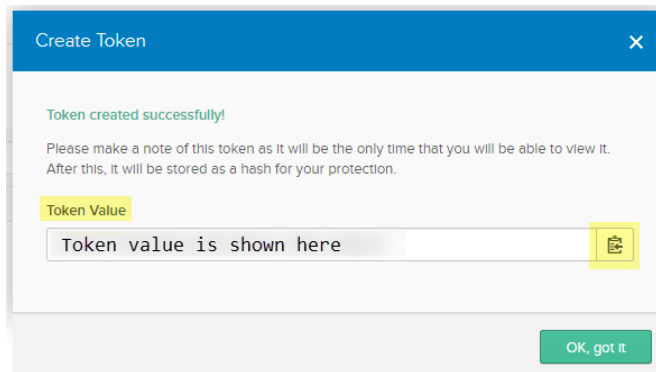 Create Token
Token created successfully!
Please make a note of this token as it will be the only time that you will be able to view it.
After this, it will be stored as a hash for your protection.
Token Value
Token value is shown here
OK, got it